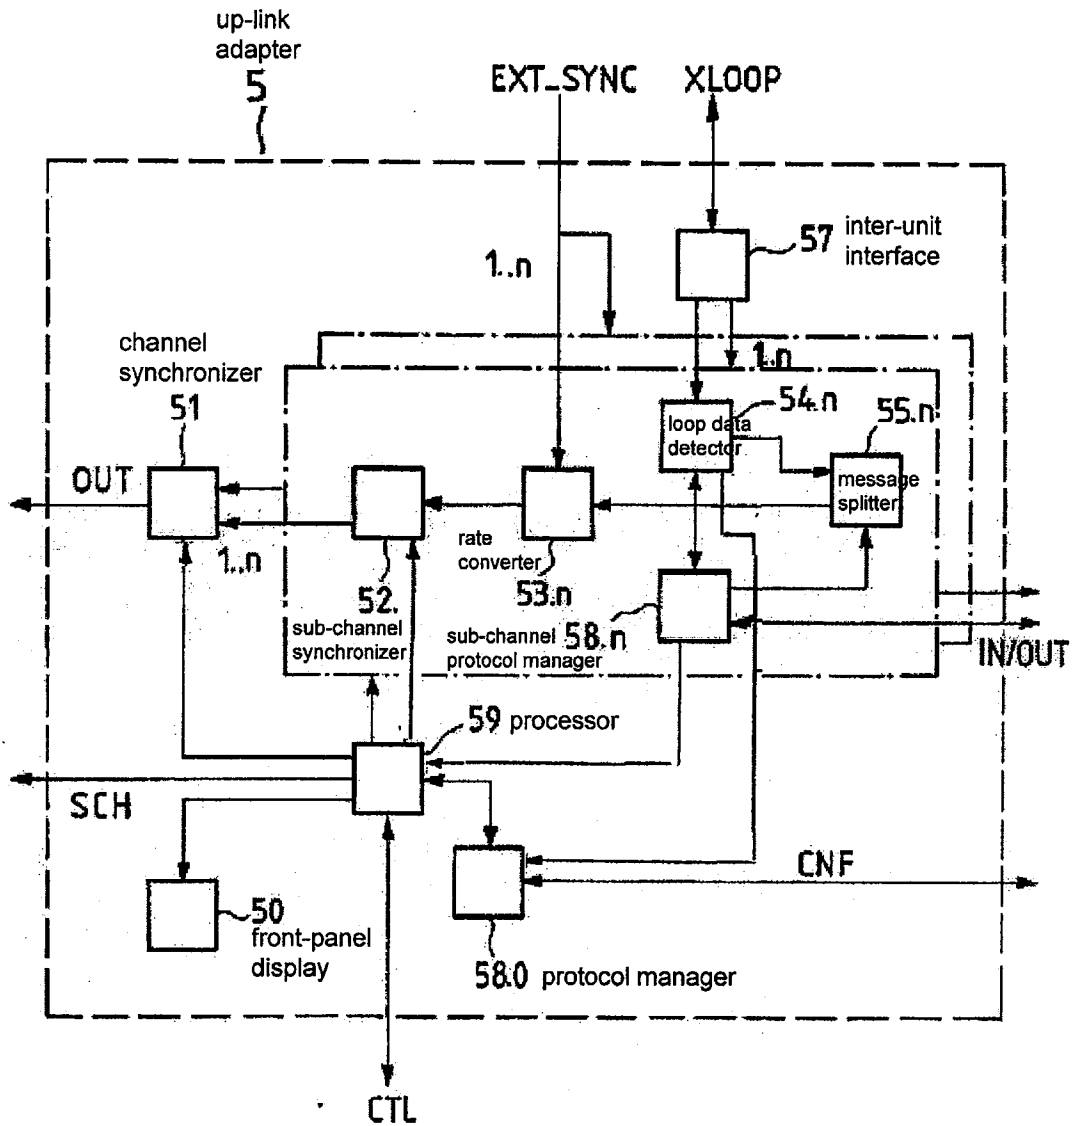 up-link
adapter
5
EXT_SYNC
XLOOP
57
inter-unit
interface
1..n
1..n
channel
synchronizer
51
54.n
55.n
loop data
detector
message
splitter
OUT
1..n
rate
converter
53.n
52.
sub-channel
synchronizer
sub-channel
protocol manager
58.n
IN/OUT
59 processor
SCH
CNF
50
front-panel
display
58.0 protocol manager
CTL